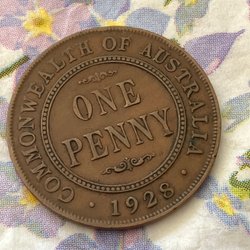 COMMONWEALTH OF AUSTRALIA
ONE
PENNY
· 1928 ·